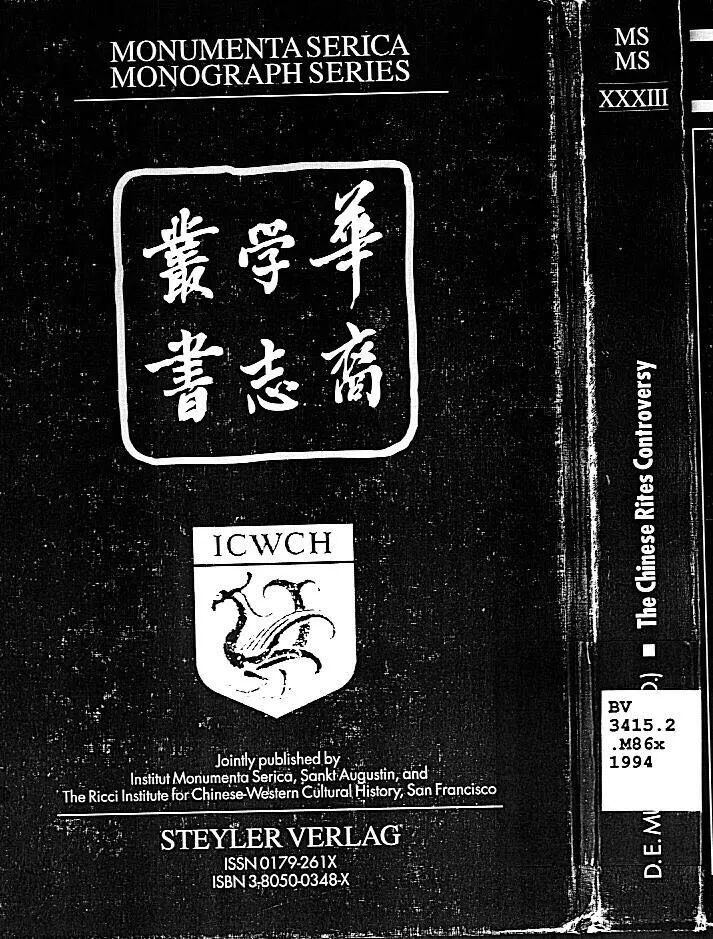 MONUMENTA SERICA
MONOGRAPH SERIES
華裔
学志
叢書
ICWCH
Jointly published by
Institut Monumenta Serica, Sankt Augustin, and
The Ricci Institute for Chinese-Western Cultural History, San Francisco
STEYLER VERLAG
ISSN 0179-261X
ISBN 3-8050-0348-X
MS
MS
XXXIII
D.E. ■ The Chinese Rites Controversy
BV
3415.2
.M86x
1994